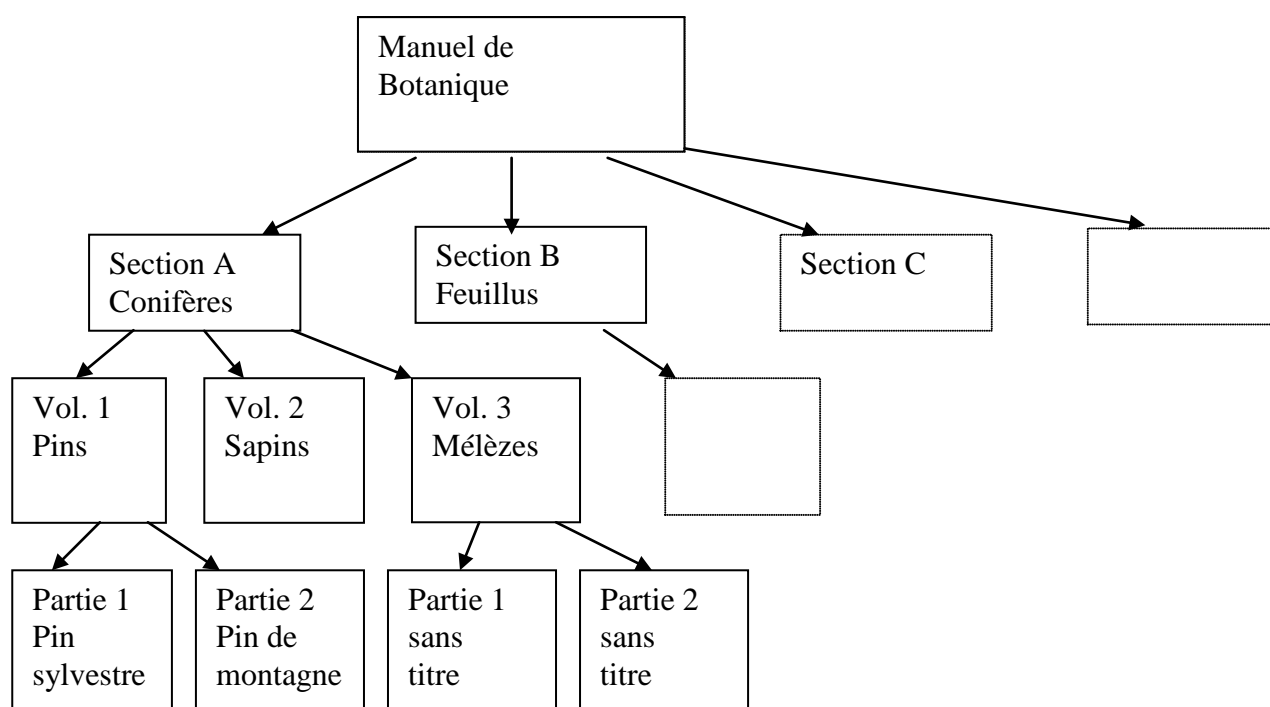 Manuel de
Botanique
Section A
Conifères
Section B
Feuillus
Section C
Vol. 1
Pins
Vol. 2
Sapins
Vol. 3
Mélèzes
Partie 1
Pin
sylvestre
Partie 2
Pin de
montagne
Partie 1
sans
titre
Partie 2
sans
titre